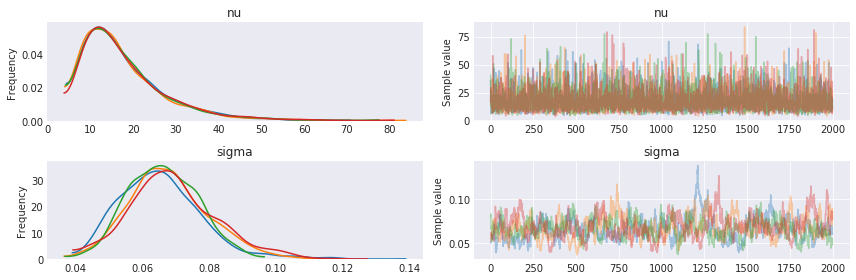 nu
Frequency
0.04
0.02
0.00
0 10 20 30 40 50 60 70 80
nu
Sample value
75
50
25
0
0 250 500 750 1000 1250 1500 1750 2000
sigma
Frequency
30
20
10
0
0.04 0.06 0.08 0.10 0.12 0.14
sigma
Sample value
0.10
0.05
0 250 500 750 1000 1250 1500 1750 2000